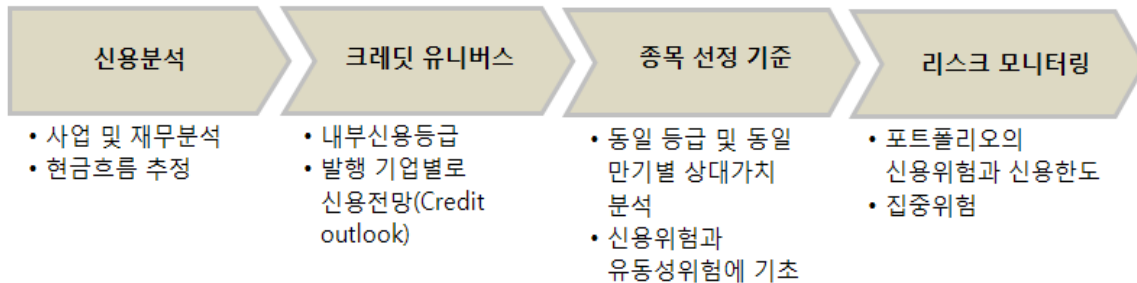 신용분석
• 사업 및 재무분석
• 현금흐름 추정
크레딧 유니버스
• 내부신용등급
• 발행 기업별로
신용전망(Credit
outlook)
종목 선정 기준
• 동일 등급 및 동일
만기별 상대가치
분석
• 신용위험과
유동성위험에 기초
리스크 모니터링
• 포트폴리오의
신용위험과 신용한도
• 집중위험